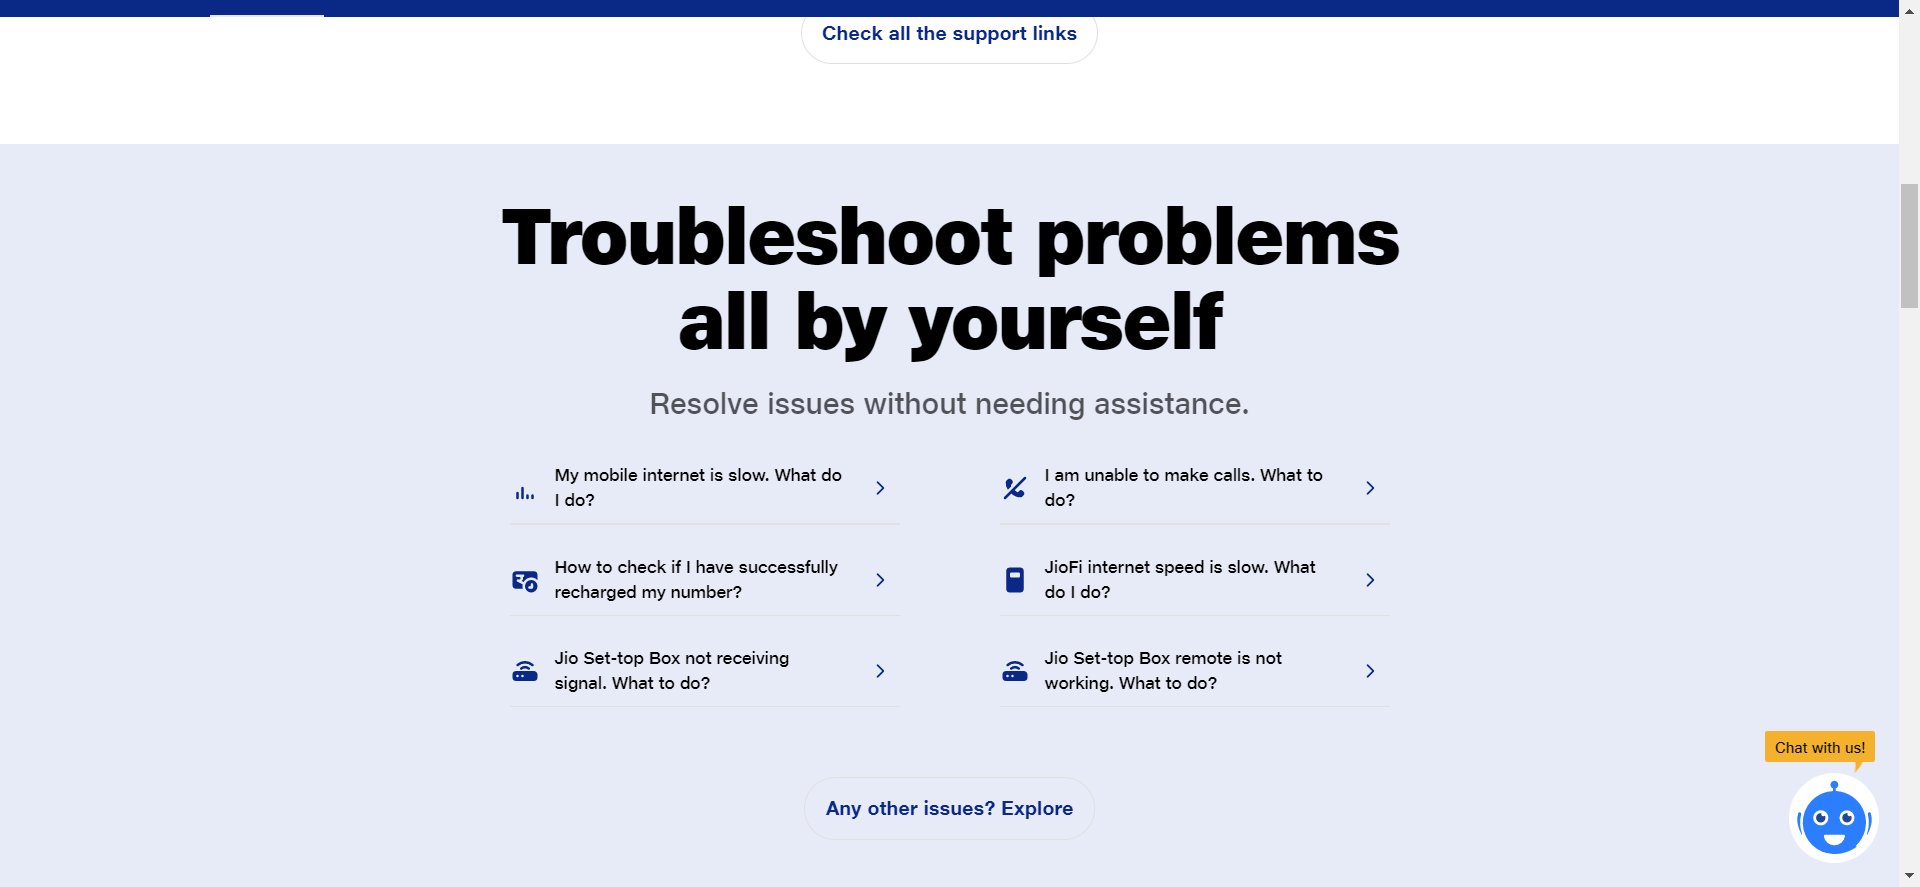 Check all the support links
Troubleshoot problems
all by yourself
Resolve issues without needing assistance.
My mobile internet is slow. What do
I do?
I am unable to make calls. What to
do?
How to check if I have successfully
recharged my number?
JioFi internet speed is slow. What
do I do?
Jio Set-top Box not receiving
signal. What to do?
Jio Set-top Box remote is not
working. What to do?
Chat with us!
Any other issues? Explore